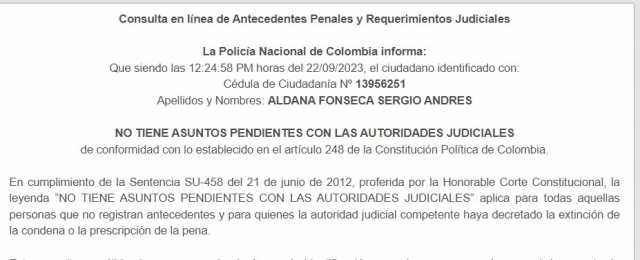 Consulta en línea de Antecedentes Penales y Requerimientos Judiciales
La Policía Nacional de Colombia informa:
Que siendo las 12:24:58 PM horas del 22/09/2023, el ciudadano identificado con:
Cédula de Ciudadanía Nº 13956251
Apellidos y Nombres: ALDANA FONSECA SERGIO ANDRES
NO TIENE ASUNTOS PENDIENTES CON LAS AUTORIDADES JUDICIALES
de conformidad con lo establecido en el artículo 248 de la Constitución Política de Colombia.
En cumplimiento de la Sentencia SU-458 del 21 de junio de 2012, proferida por la Honorable Corte Constitucional, la
leyenda "NO TIENE ASUNTOS PENDIENTES CON LAS AUTORIDADES JUDICIALES" aplica para todas aquellas
personas que no registran antecedentes y para quienes la autoridad judicial competente haya decretado la extinción de
la condena o la prescripción de la pena.